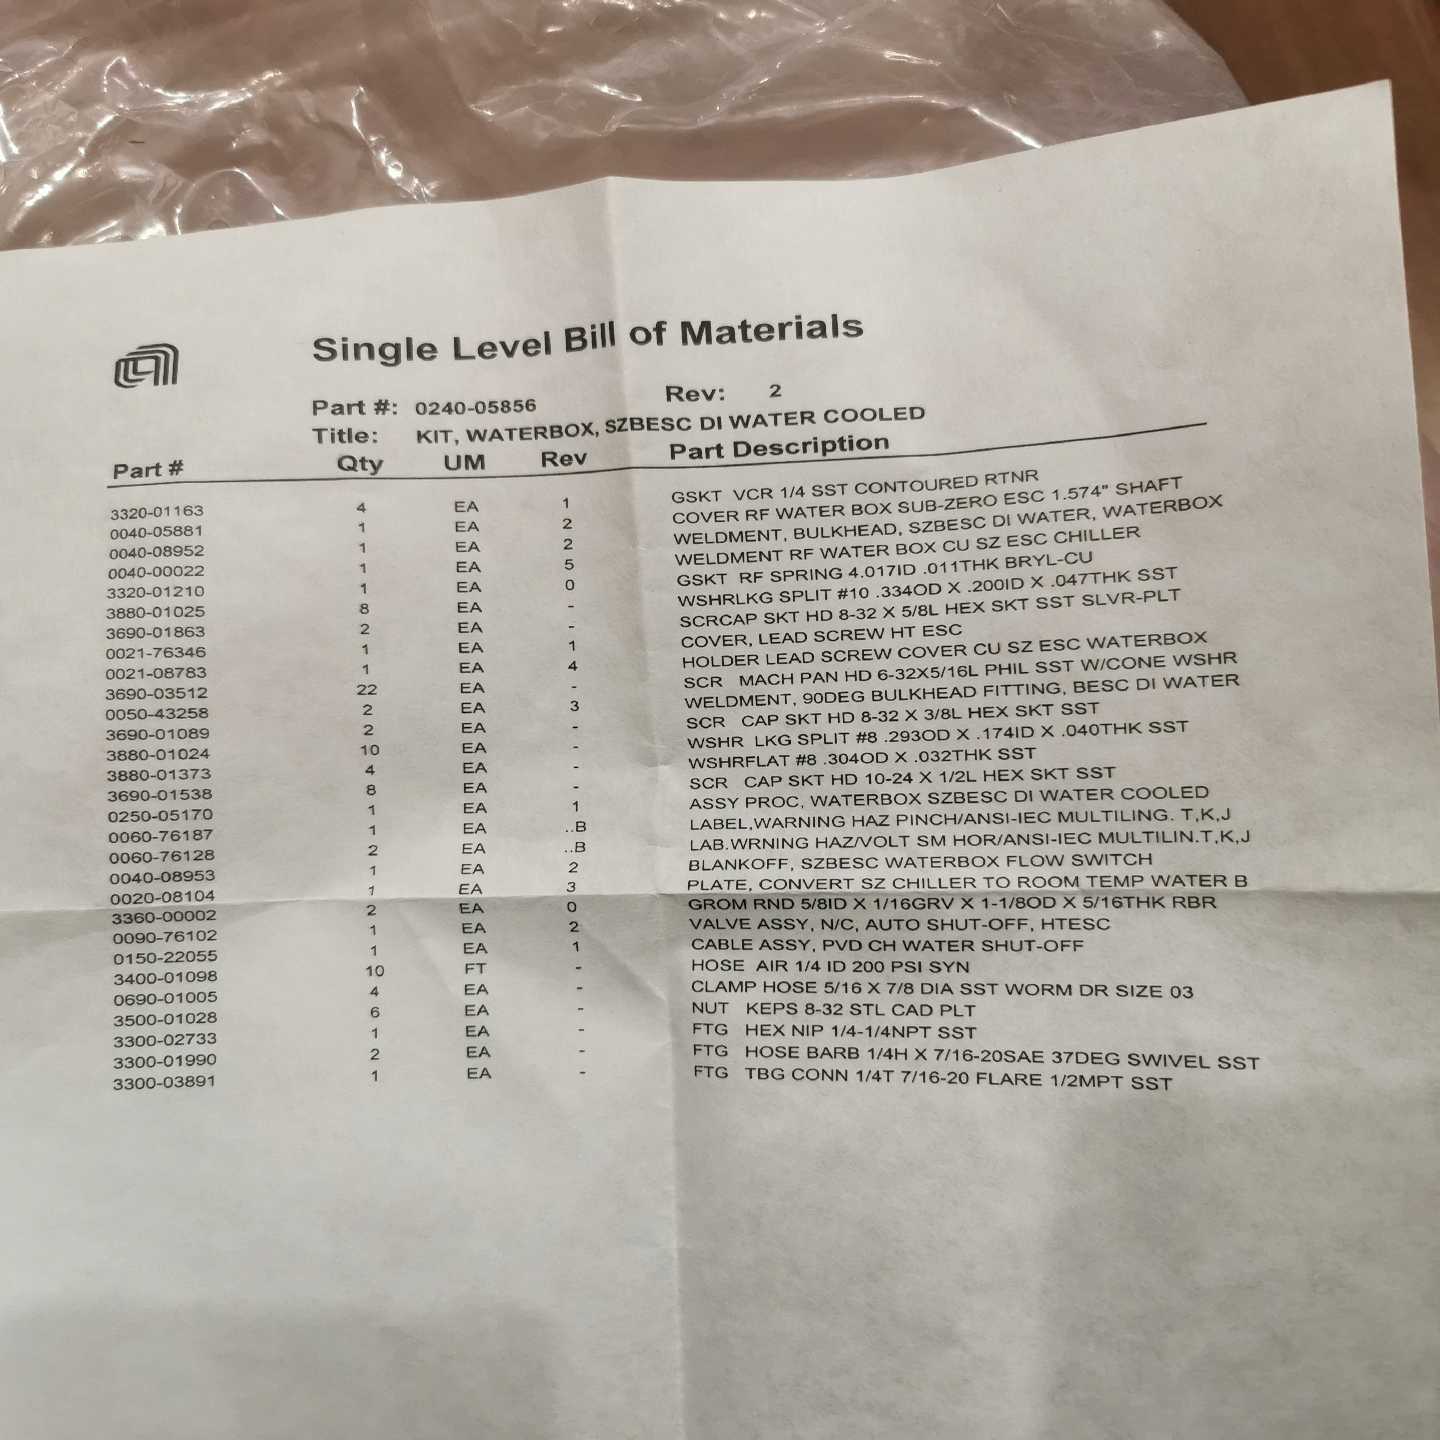 Single Level Bill of Materials
Part #: 0240-05856 Rev: 2
Title: KIT, WATERBOX, SZBESC DI WATER COOLED
Part # Qty UM Rev Part Description
3320-01163 4 EA 1 GSKT VCR 1/4 SST CONTOURED RTNR
0040-05881 1 EA 2 COVER RF WATER BOX SUB-ZERO ESC 1.574" SHAFT
0040-08952 1 EA 2 WELDMENT, BULKHEAD, SZBESC DI WATER, WATERBOX
0040-00022 1 EA 5 WELDMENT RF WATER BOX CU SZ ESC CHILLER
3320-01210 1 EA 0 GSKT RF SPRING 4.017ID .011THK BRYL-CU
3880-01025 8 EA - WSHRLKG SPLIT #10 .334OD X .200ID X .047THK SST
3690-01863 2 EA - SCRCAP SKT HD 8-32 X 5/8L HEX SKT SST SLVR-PLT
0021-76346 1 EA 1 COVER, LEAD SCREW HT ESC
0021-08783 1 EA 4 HOLDER LEAD SCREW COVER CU SZ ESC WATERBOX
3690-03512 22 EA - SCR MACH PAN HD 6-32X5/16L PHIL SST W/CONE WSHR
0050-43258 2 EA 3 WELDMENT, 90DEG BULKHEAD FITTING, BESC DI WATER
3690-01089 2 EA - SCR CAP SKT HD 8-32 X 3/8L HEX SKT SST
3880-01024 10 EA - WSHR LKG SPLIT #8 .293OD X .174ID X .040THK SST
3880-01373 4 EA - WSHRFLAT #8 .304OD X .032THK SST
3690-01538 8 EA - SCR CAP SKT HD 10-24 X 1/2L HEX SKT SST
0250-05170 1 EA 1 ASSY PROC, WATERBOX SZBESC DI WATER COOLED
0060-76187 1 EA ..B LABEL,WARNING HAZ PINCH/ANSI-IEC MULTILING. T,K,J
0060-76128 2 EA ..B LAB.WRNING HAZ/VOLT SM HOR/ANSI-IEC MULTILIN.T,K,J
0040-08953 1 EA 2 BLANKOFF, SZBESC WATERBOX FLOW SWITCH
0020-08104 1 EA 3 PLATE, CONVERT SZ CHILLER TO ROOM TEMP WATER B
3360-00002 2 EA 0 GROM RND 5/8ID X 1/16GRV X 1-1/8OD X 5/16THK RBR
0090-76102 1 EA 2 VALVE ASSY, N/C, AUTO SHUT-OFF, HTESC
0150-22055 1 EA 1 CABLE ASSY, PVD CH WATER SHUT-OFF
3400-01098 10 FT - HOSE AIR 1/4 ID 200 PSI SYN
0690-01005 4 EA - CLAMP HOSE 5/16 X 7/8 DIA SST WORM DR SIZE 03
3500-01028 6 EA - NUT KEPS 8-32 STL CAD PLT
3300-02733 1 EA - FTG HEX NIP 1/4-1/4NPT SST
3300-01990 2 EA - FTG HOSE BARB 1/4H X 7/16-20SAE 37DEG SWIVEL SST
3300-03891 1 EA - FTG TBG CONN 1/4T 7/16-20 FLARE 1/2MPT SST